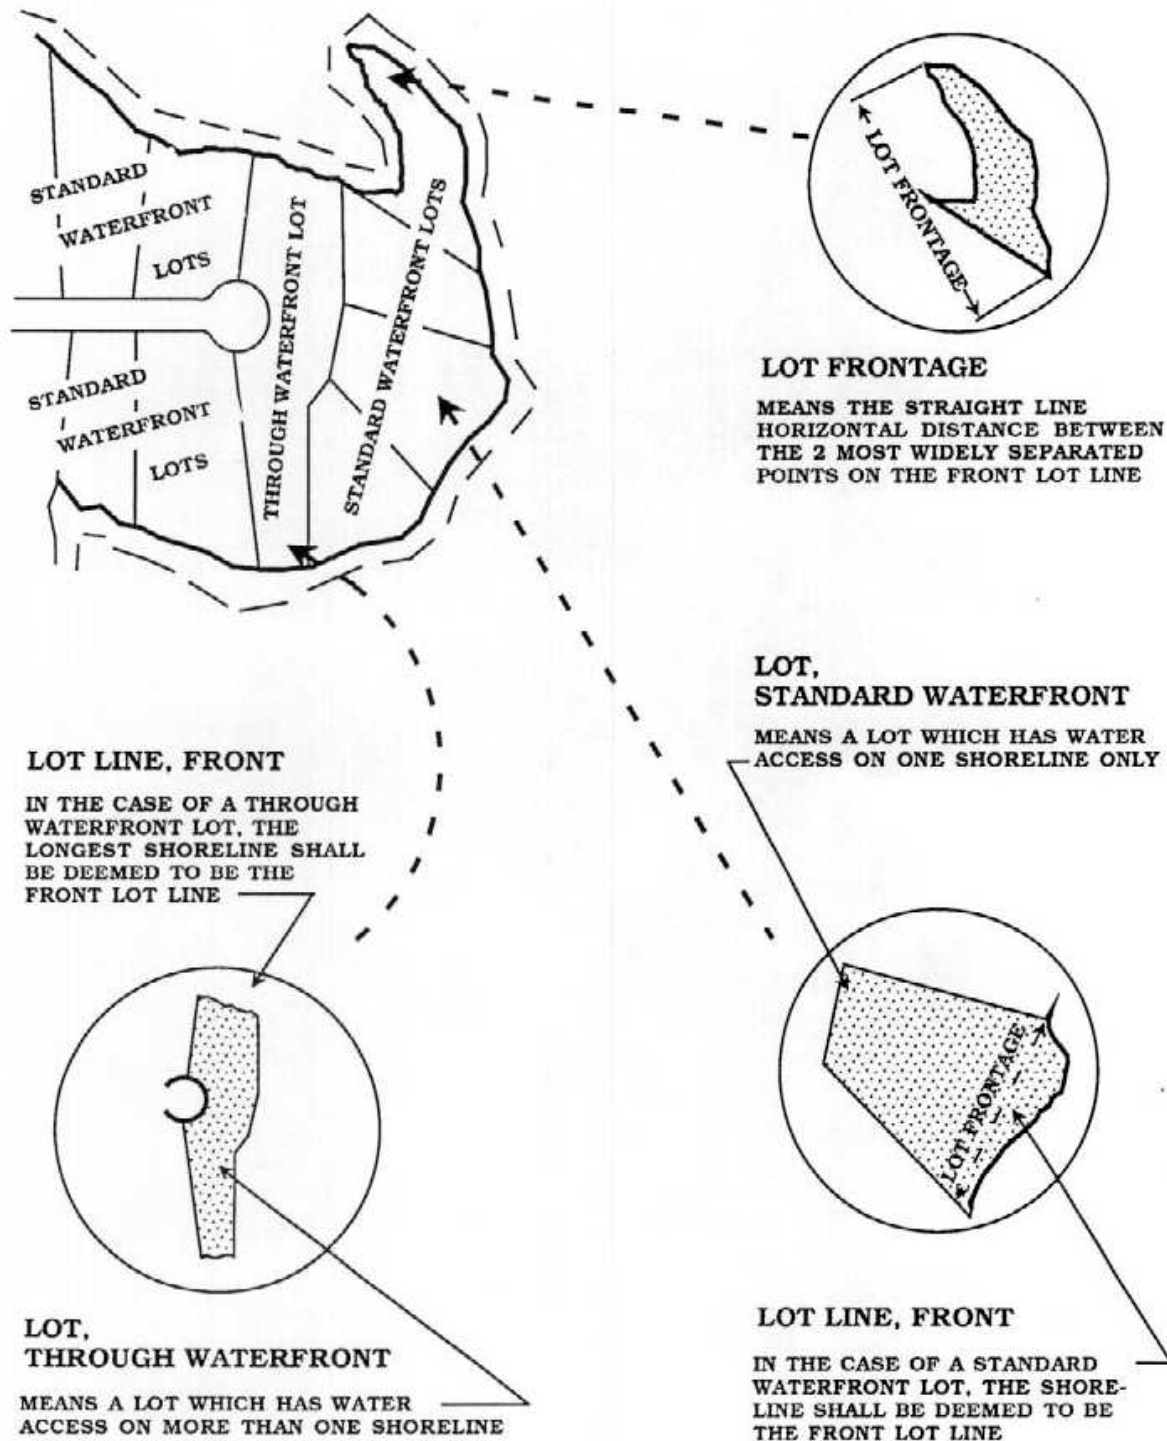 STANDARD
WATERFRONT
LOTS
STANDARD
WATERFRONT
LOTS
THROUGH WATERFRONT LOT
STANDARD WATERFRONT LOTS
LOT FRONTAGE
LOT FRONTAGE
MEANS THE STRAIGHT LINE
HORIZONTAL DISTANCE BETWEEN
THE 2 MOST WIDELY SEPARATED
POINTS ON THE FRONT LOT LINE
LOT,
STANDARD WATERFRONT
MEANS A LOT WHICH HAS WATER
ACCESS ON ONE SHORELINE ONLY
LOT LINE, FRONT
IN THE CASE OF A THROUGH
WATERFRONT LOT, THE
LONGEST SHORELINE SHALL
BE DEEMED TO BE THE
FRONT LOT LINE
LOT FRONTAGE
LOT,
THROUGH WATERFRONT
MEANS A LOT WHICH HAS WATER
ACCESS ON MORE THAN ONE SHORELINE
LOT LINE, FRONT
IN THE CASE OF A STANDARD
WATERFRONT LOT, THE SHORE-
LINE SHALL BE DEEMED TO BE
THE FRONT LOT LINE